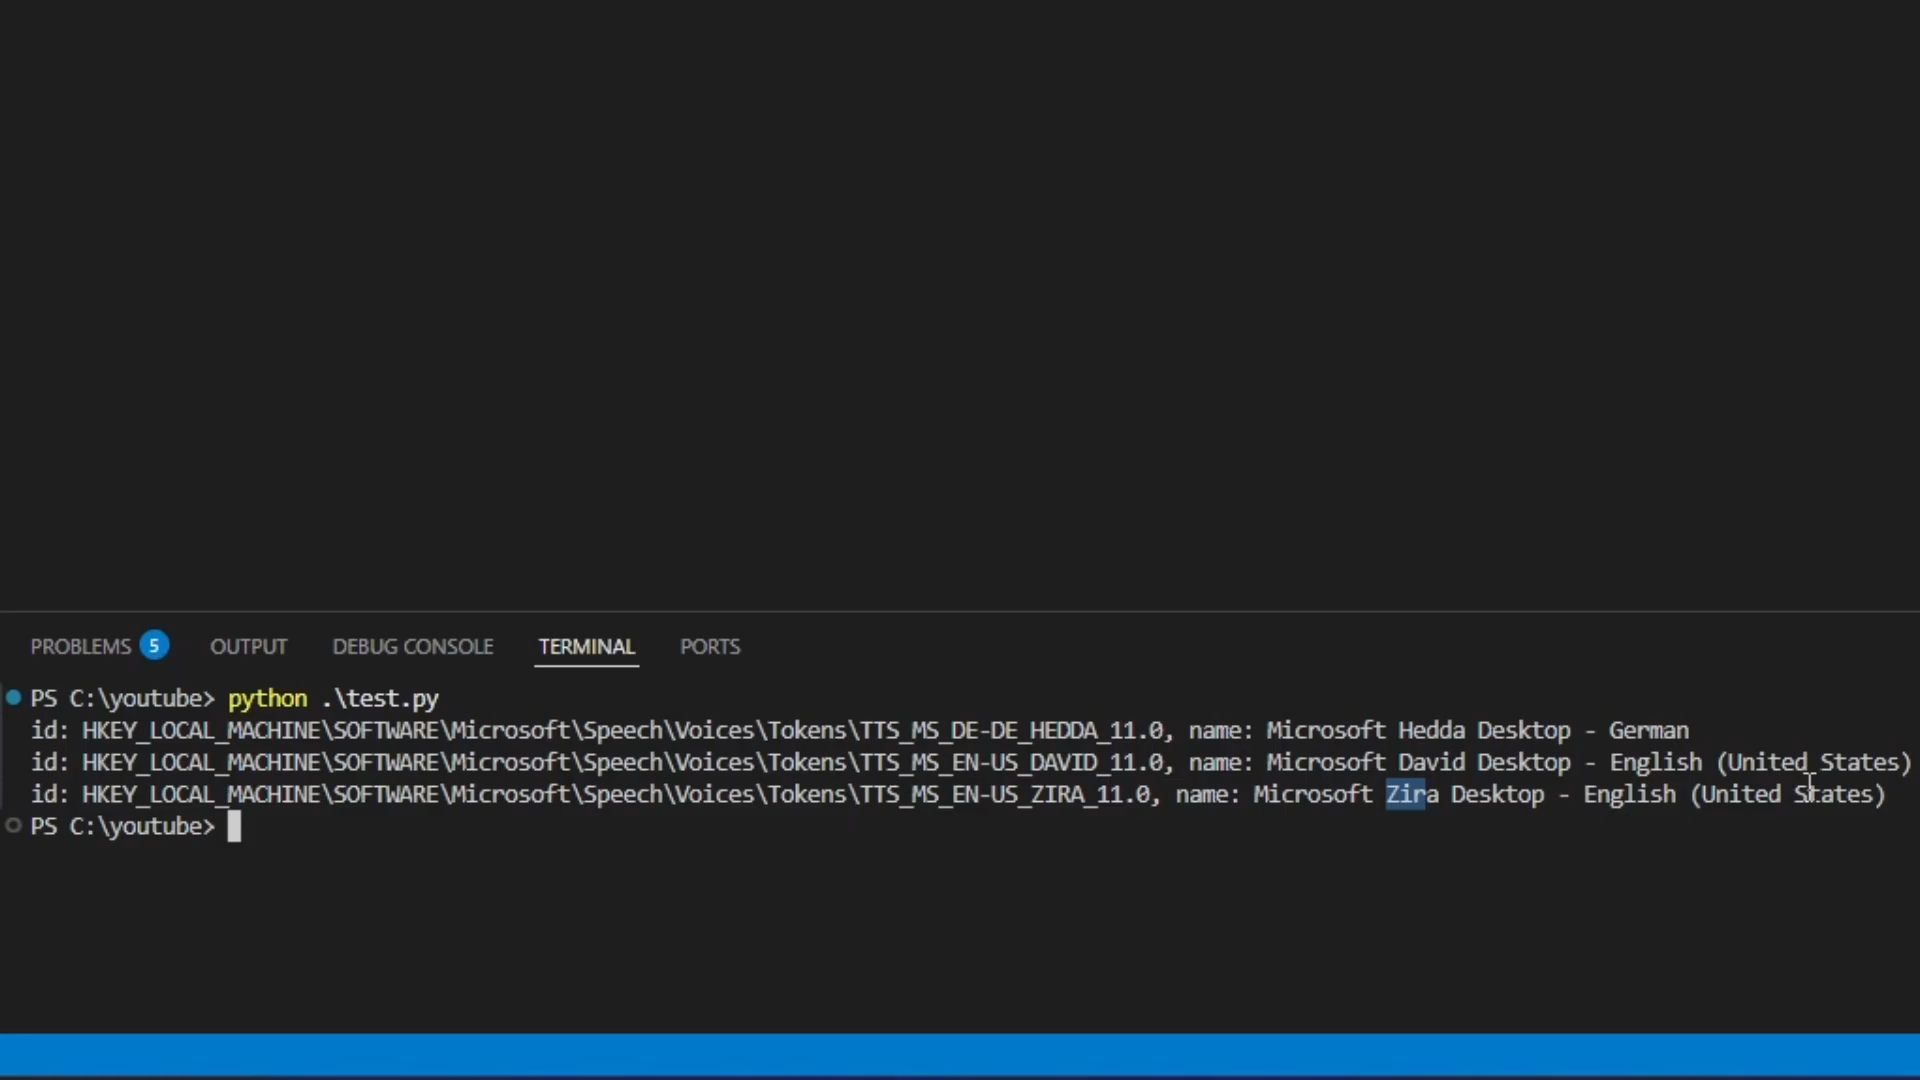 PROBLEMS 5 OUTPUT DEBUG CONSOLE TERMINAL PORTS
PS C:\youtube> python .\test.py
id: HKEY_LOCAL_MACHINE\SOFTWARE\Microsoft\Speech\Voices\Tokens\TTS_MS_DE-DE_HEDDA_11.0, name: Microsoft Hedda Desktop - German
id: HKEY_LOCAL_MACHINE\SOFTWARE\Microsoft\Speech\Voices\Tokens\TTS_MS_EN-US_DAVID_11.0, name: Microsoft David Desktop - English (United States)
id: HKEY_LOCAL_MACHINE\SOFTWARE\Microsoft\Speech\Voices\Tokens\TTS_MS_EN-US_ZIRA_11.0, name: Microsoft Zira Desktop - English (United States)
PS C:\youtube>